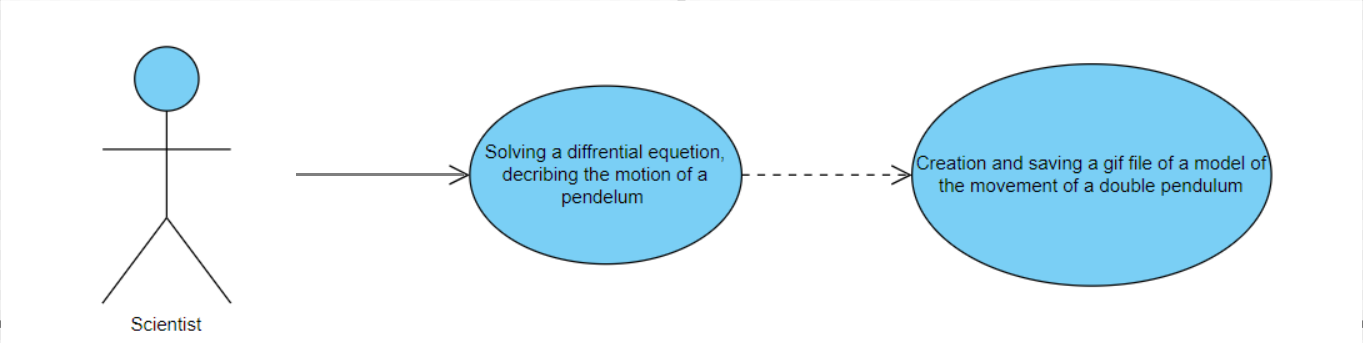 Solving a diffrential equetion,
decribing the motion of a
pendelum
Creation and saving a gif file of a model of
the movement of a double pendulum
Scientist